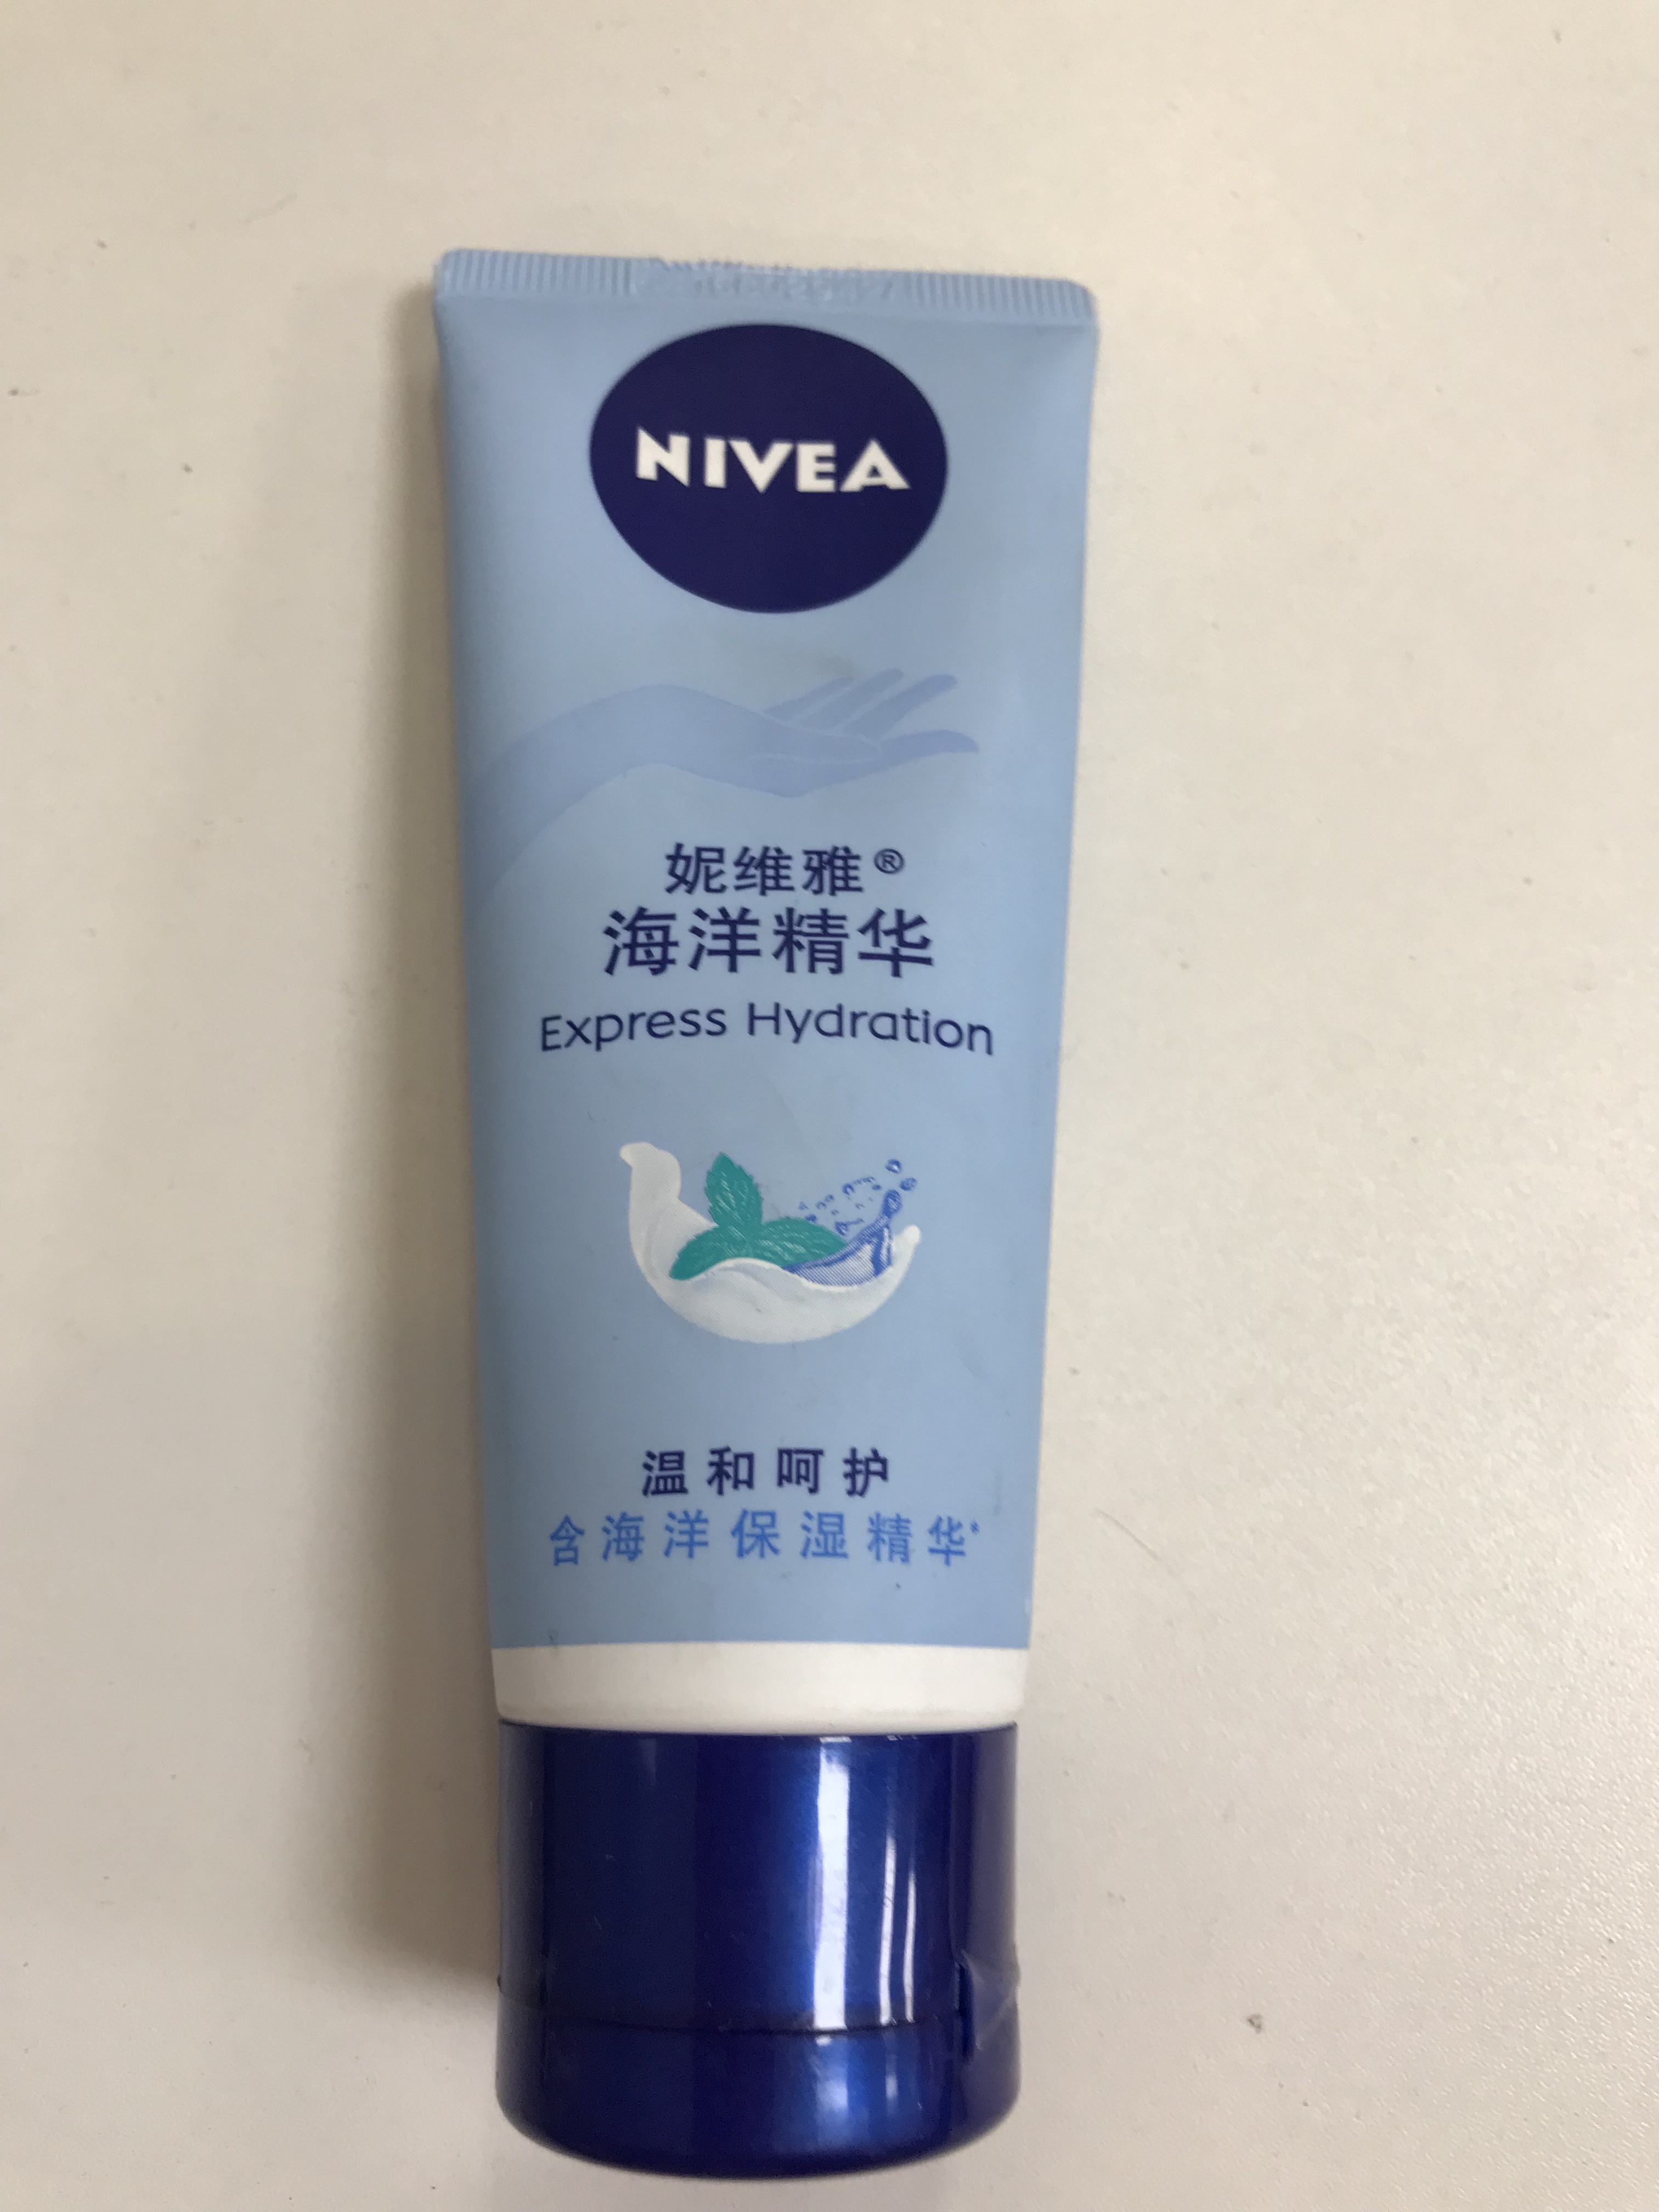 NIVEA
妮维雅®
海洋精华
Express Hydration
温和呵护
含海洋保湿精华*